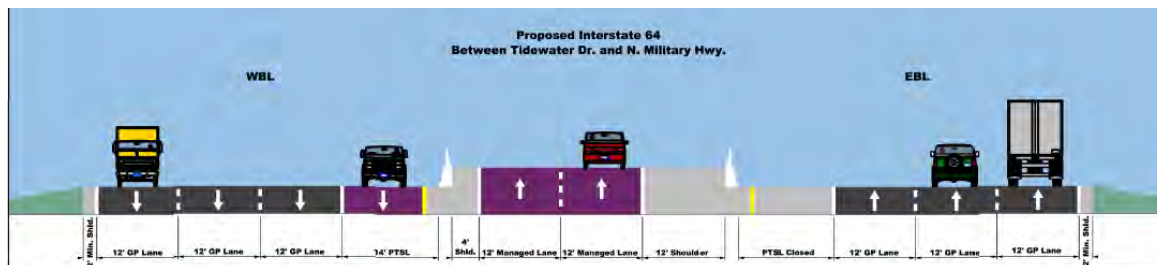 Proposed Interstate 64
Between Tidewater Dr. and N. Military Hwy.
WBL
EBL
2' Min. Shld.
12' GP Lane
12' GP Lane
12' GP Lane
14' PTSL
4' Shld.
12' Managed Lane
12' Managed Lane
12' Shoulder
PTSL Closed
12' GP Lane
12' GP Lane
12' GP Lane
2' Min. Shld.